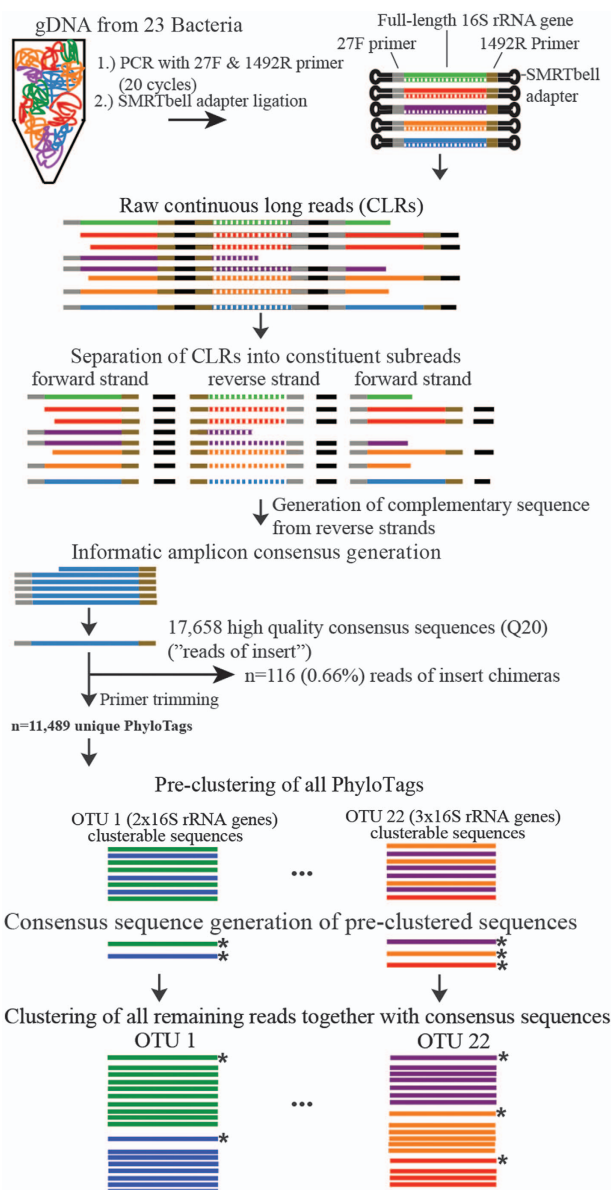 gDNA from 23 Bacteria
1.) PCR with 27F & 1492R primer
(20 cycles)
2.) SMRTbell adapter ligation
Full-length 16S rRNA gene
27F primer
1492R Primer
SMRTbell
adapter
Raw continuous long reads (CLRs)
Separation of CLRs into constituent subreads
forward strand reverse strand forward strand
Generation of complementary sequence
from reverse strands
Informatic amplicon consensus generation
17,658 high quality consensus sequences (Q20)
("reads of insert")
n=116 (0.66%) reads of insert chimeras
Primer trimming
n=11,489 unique PhyloTags
Pre-clustering of all PhyloTags
OTU 1 (2x16S rRNA genes)
clusterable sequences
OTU 22 (3x16S rRNA genes)
clusterable sequences
...
Consensus sequence generation of pre-clustered sequences
*
*
*
*
*
Clustering of all remaining reads together with consensus sequences
OTU 1 OTU 22
*
*
...
*
*
*